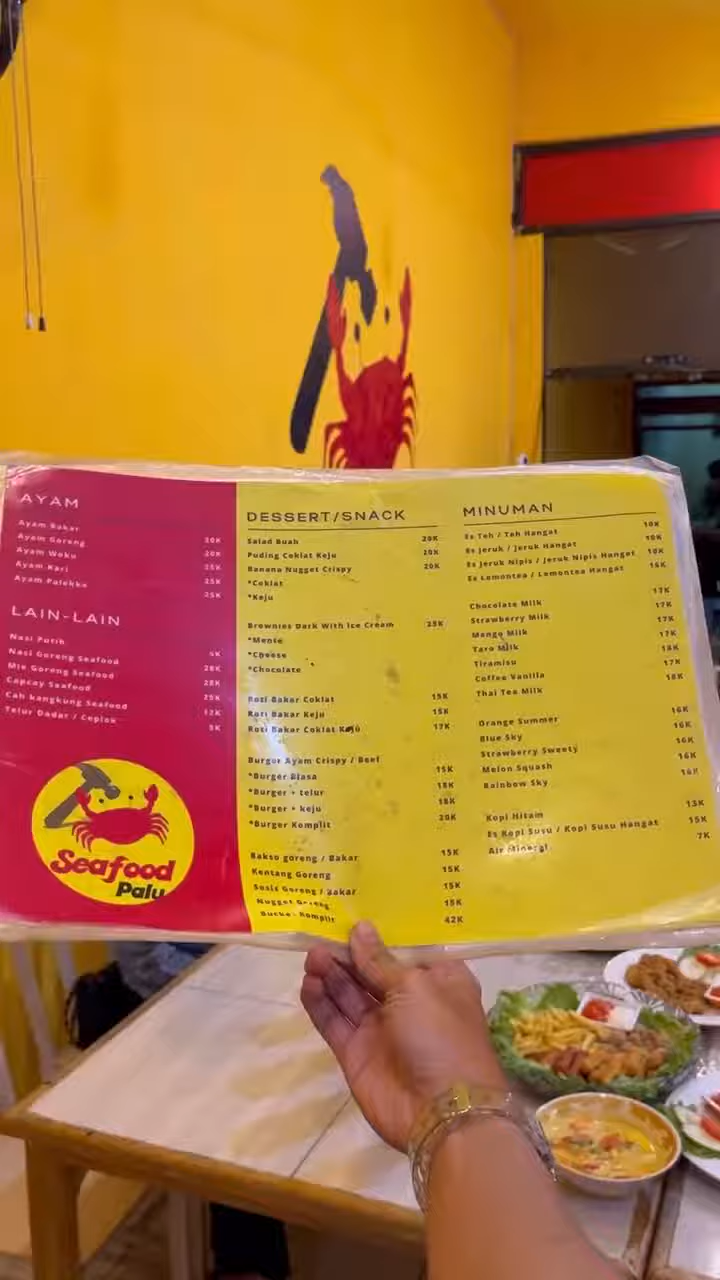 AYAM
Ayam Bakar 20K
Ayam Goreng 20K
Ayam Woku 25K
Ayam Kari 25K
Ayam Palekko 25K
LAIN-LAIN
Nasi Putih 5K
Nasi Goreng Seafood 28K
Mie Goreng Seafood 28K
Capcay Seafood 25K
Cah kangkung Seafood 12K
Telur Dadar / Ceplok 5K
Seafood
Palu
DESSERT/SNACK
Salad Buah 20K
Puding Coklat Keju 20K
Banana Nugget Crispy 20K
*Coklat
*Keju
Brownies Dark With Ice Cream 25K
*Mente
*Cheese
*Chocolate
Roti Bakar Coklat 15K
Roti Bakar Keju 15K
Roti Bakar Coklat Keju 17K
Burger Ayam Crispy / Beef
*Burger Biasa 15K
*Burger + telur 18K
*Burger + keju 18K
*Burger Komplit 20K
Bakso goreng / Bakar 15K
Kentang Goreng 15K
Sosis Goreng / Bakar 15K
Nugget Goreng 15K
Komplit 42K
MINUMAN
Es Teh / Teh Hangat 10K
Es Jeruk / Jeruk Hangat 10K
Es Jeruk Nipis / Jeruk Nipis Hangat 10K
Es Lemontea / Lemontea Hangat 15K
Chocolate Milk 17K
Strawberry Milk 17K
Mango Milk 17K
Taro Milk 17K
Tiramisu 18K
Coffee Vanilla 17K
Thai Tea Milk 18K
Orange Summer 16K
Blue Sky 16K
Strawberry Sweety 16K
Melon Squash 16K
Rainbow Sky 16K
Kopi Hitam 13K
Es Kopi Susu / Kopi Susu Hangat 15K
Air Minergl 7K